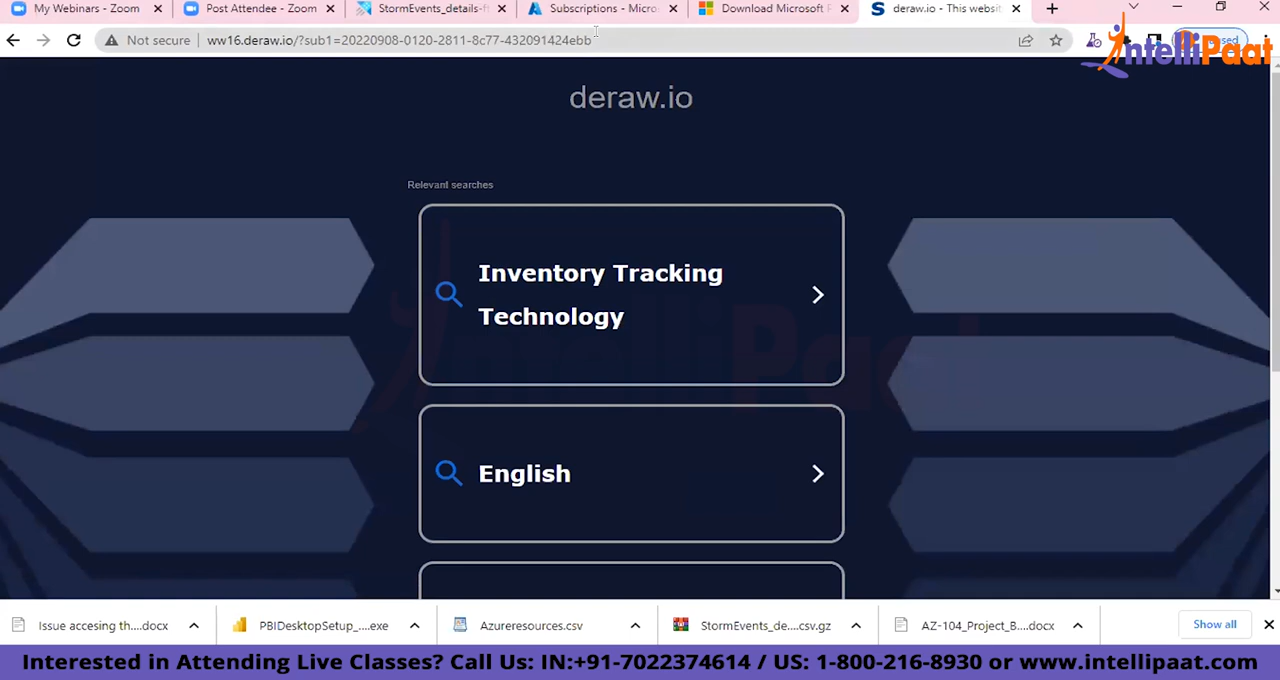 My Webinars - Zoom
Post Attendee - Zoom
StormEvents_details-f
Subscriptions - Micro
Download Microsoft P
deraw.io - This websit
Not secure
ww16.deraw.io/?sub1=20220908-0120-2811-8c77-432091424ebb
IntelliPaat
deraw.io
Relevant searches
Inventory Tracking
Technology
IntelliPaat
English
Issue accesing th....docx
PBIDesktopSetup_....exe
Azureresources.csv
StormEvents_de....csv.gz
AZ-104_Project_B....docx
Show all
Interested in Attending Live Classes? Call Us: IN:+91-7022374614 / US: 1-800-216-8930 or www.intellipaat.com